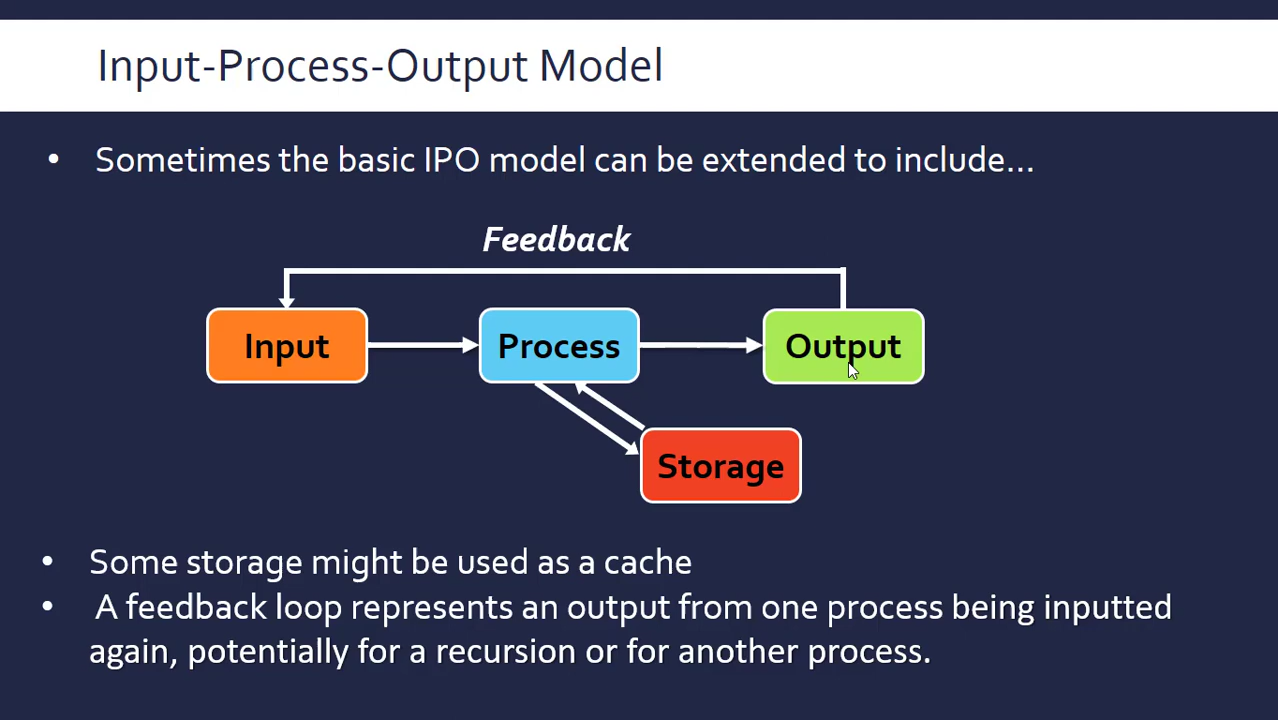 Input-Process-Output Model
• Sometimes the basic IPO model can be extended to include...
Feedback
Input
Process
Output
Storage
• Some storage might be used as a cache
• A feedback loop represents an output from one process being inputted
again, potentially for a recursion or for another process.